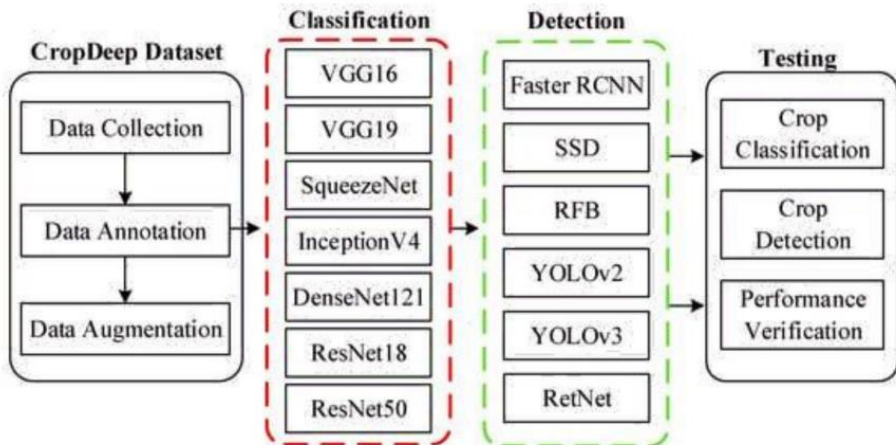 CropDeep Dataset
Data Collection
Data Annotation
Data Augmentation
Classification
VGG16
VGG19
SqueezeNet
InceptionV4
DenseNet121
ResNet18
ResNet50
Detection
Faster RCNN
SSD
RFB
YOLOv2
YOLOv3
RetNet
Testing
Crop
Classification
Crop
Detection
Performance
Verification